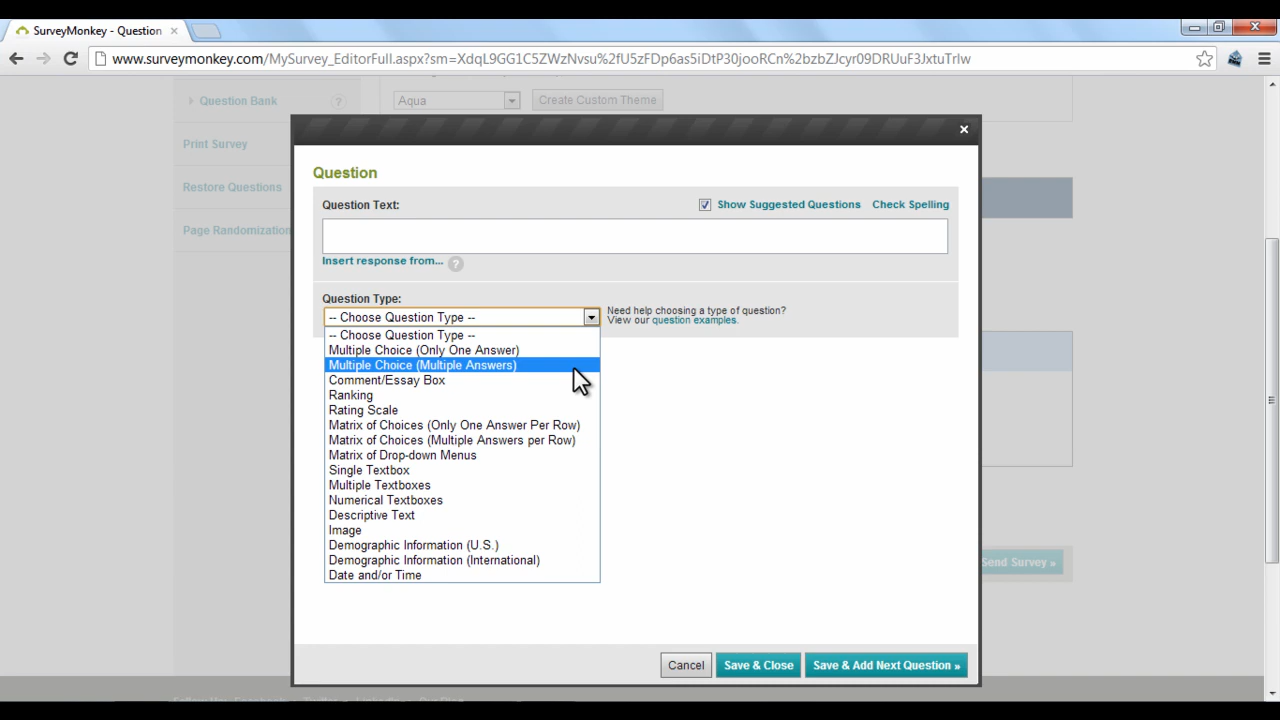 SurveyMonkey - Question
www.surveymonkey.com/MySurvey_EditorFull.aspx?sm=XdqL9GG1C5ZWGNvsu%2fU5zFDp6as5iDtP30jooRCn%2bzbZJcyr09DRUuF3JxtuTrIw
Question Bank ?
Aqua
Create Custom Theme
Print Survey
Restore Questions
Page Randomization
Question
Question Text:
Show Suggested Questions
Check Spelling
Insert response from... ?
Question Type:
-- Choose Question Type --
Need help choosing a type of question?
View our question examples.
-- Choose Question Type --
Multiple Choice (Only One Answer)
Multiple Choice (Multiple Answers)
Comment/Essay Box
Ranking
Rating Scale
Matrix of Choices (Only One Answer Per Row)
Matrix of Choices (Multiple Answers per Row)
Matrix of Drop-down Menus
Single Textbox
Multiple Textboxes
Numerical Textboxes
Descriptive Text
Image
Demographic Information (U.S.)
Demographic Information (International)
Date and/or Time
Send Survey »
Cancel
Save & Close
Save & Add Next Question »